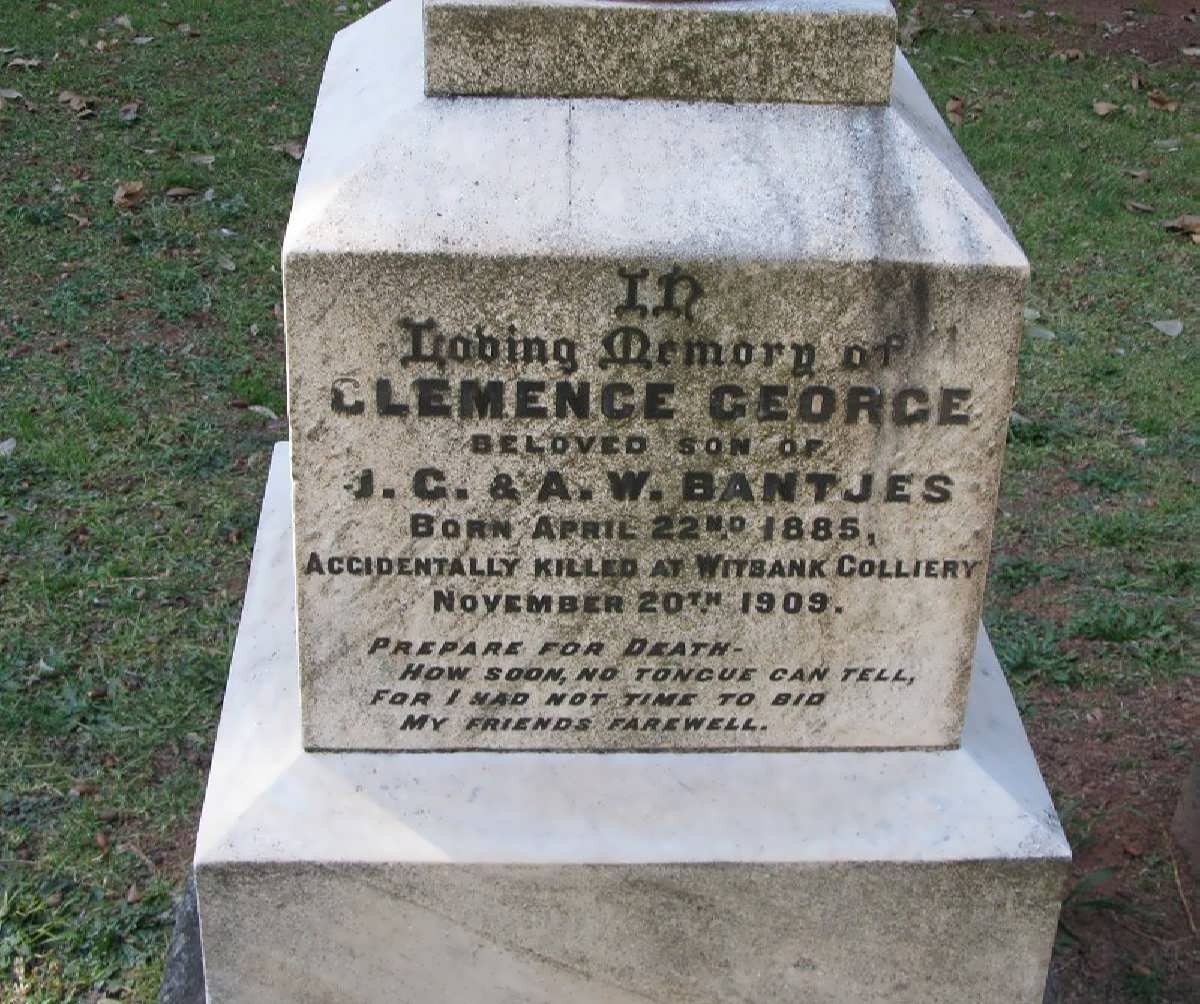 In
Loving Memory of
CLEMENCE GEORGE
BELOVED SON OF
J. G. & A. W. BANTJES
BORN APRIL 22ND. 1885,
ACCIDENTALLY KILLED AT WITBANK COLLIERY
NOVEMBER 20TH. 1909.
PREPARE FOR DEATH-
HOW SOON, NO TONGUE CAN TELL,
FOR I HAD NOT TIME TO BID
MY FRIENDS FAREWELL.